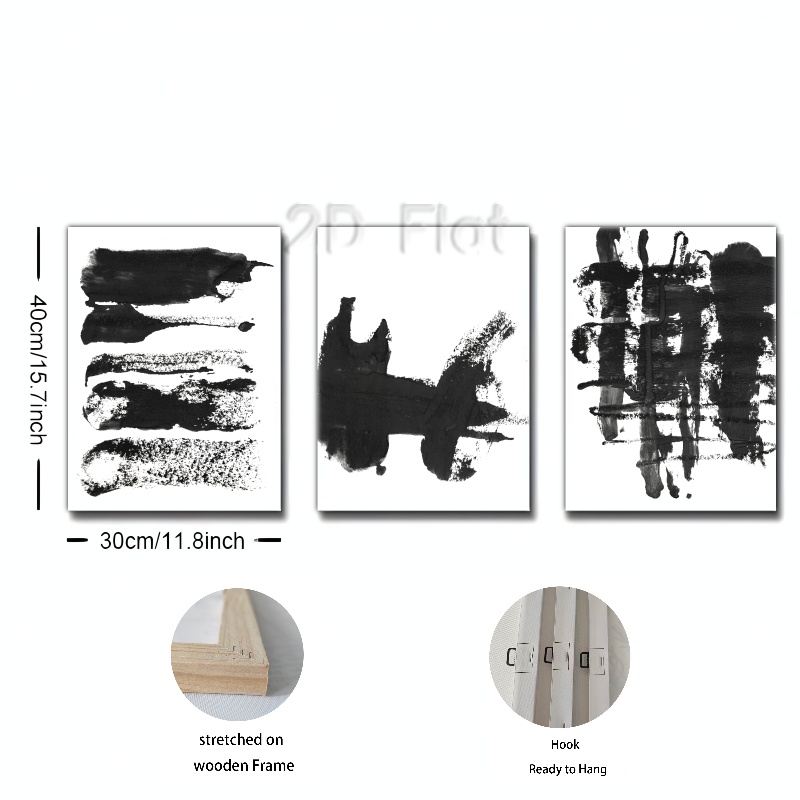 2D Flat
40cm/15.7inch
30cm/11.8inch
stretched on
wooden Frame
Hook
Ready to Hang